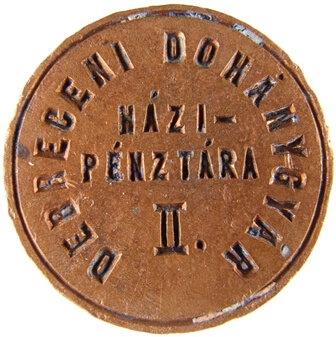 DEBRECENI DOHÁNYGYÁR
HÁZI-
PÉNZTÁRA
II.